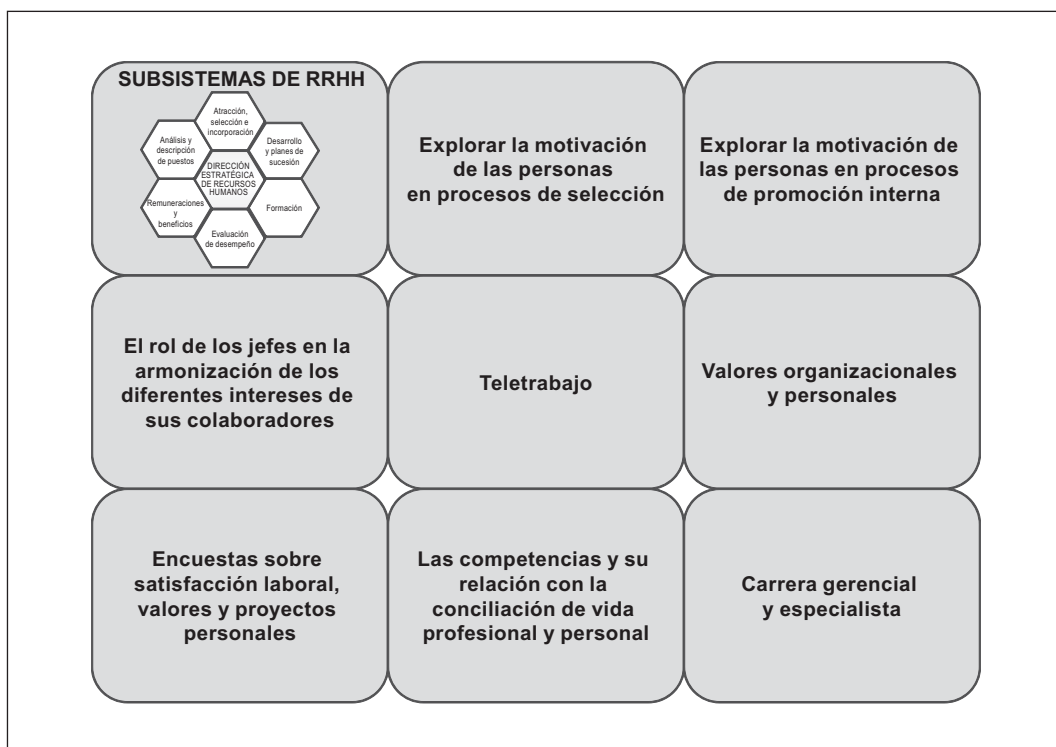 SUBSISTEMAS DE RRHH
Atracción,
selección e
incorporación
Análisis y
descripción
de puestos
Desarrollo
y planes de
sucesión
DIRECCIÓN
ESTRATÉGICA
DE RECURSOS
HUMANOS
Remuneraciones
y
beneficios
Formación
Evaluación
de desempeño
Explorar la motivación
de las personas
en procesos de selección
Explorar la motivación de
las personas en procesos
de promoción interna
El rol de los jefes en la
armonización de los
diferentes intereses de
sus colaboradores
Teletrabajo
Valores organizacionales
y personales
Encuestas sobre
satisfacción laboral,
valores y proyectos
personales
Las competencias y su
relación con la
conciliación de vida
profesional y personal
Carrera gerencial
y especialista